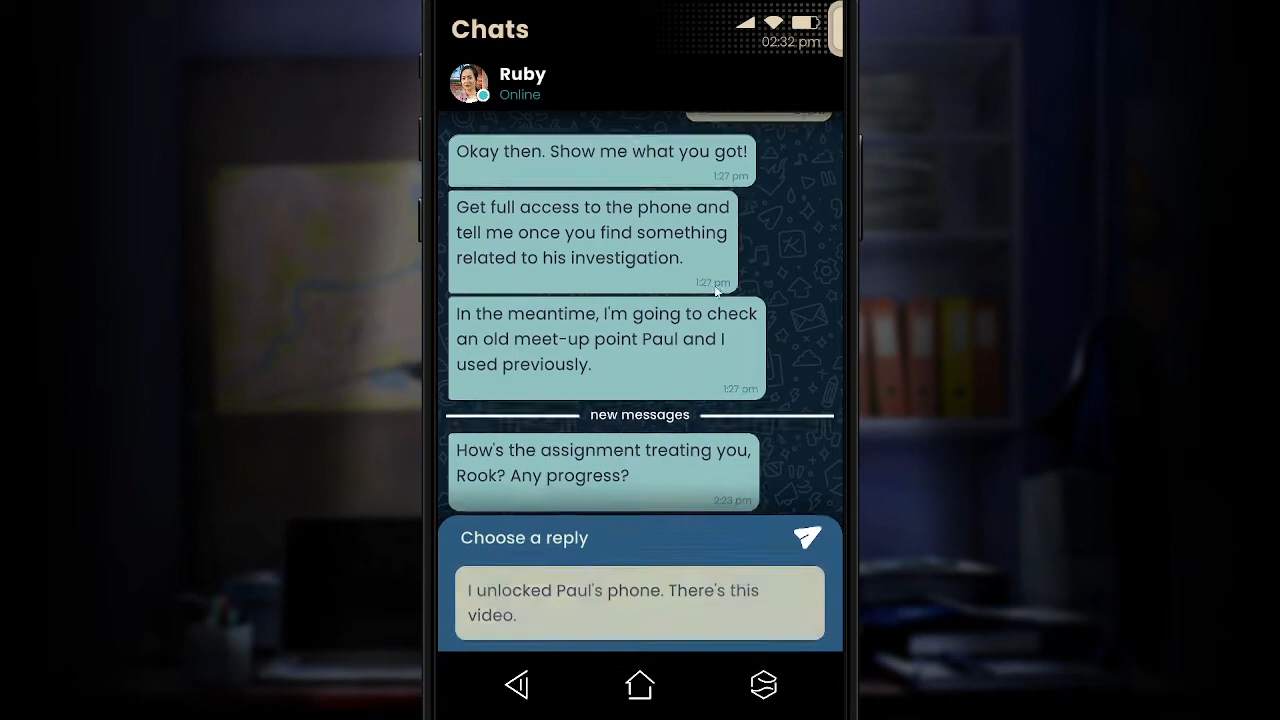 Chats
02:32 pm
Ruby
Online
Okay then. Show me what you got!
1:27 pm
Get full access to the phone and
tell me once you find something
related to his investigation.
1:27 pm
In the meantime, I'm going to check
an old meet-up point Paul and I
used previously.
1:27 pm
new messages
How's the assignment treating you,
Rook? Any progress?
2:23 pm
Choose a reply
I unlocked Paul's phone. There's this
video.